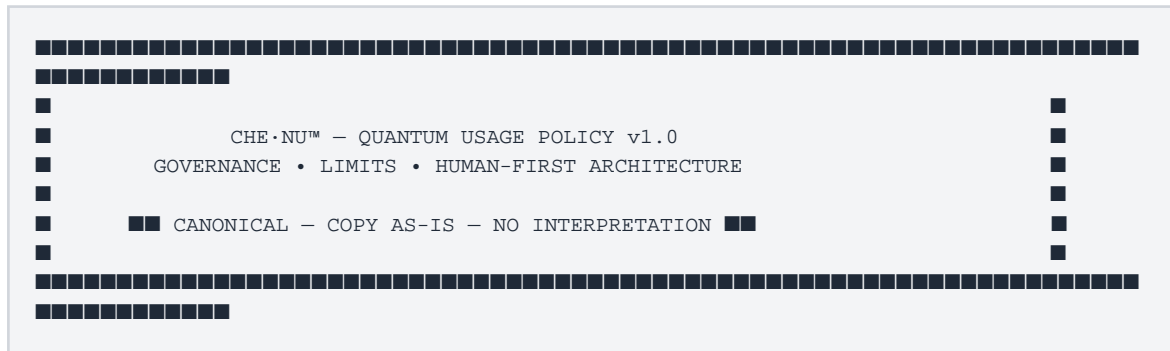 CHE·NU™ — QUANTUM USAGE POLICY v1.0
GOVERNANCE • LIMITS • HUMAN-FIRST ARCHITECTURE
■■ CANONICAL — COPY AS-IS — NO INTERPRETATION ■■